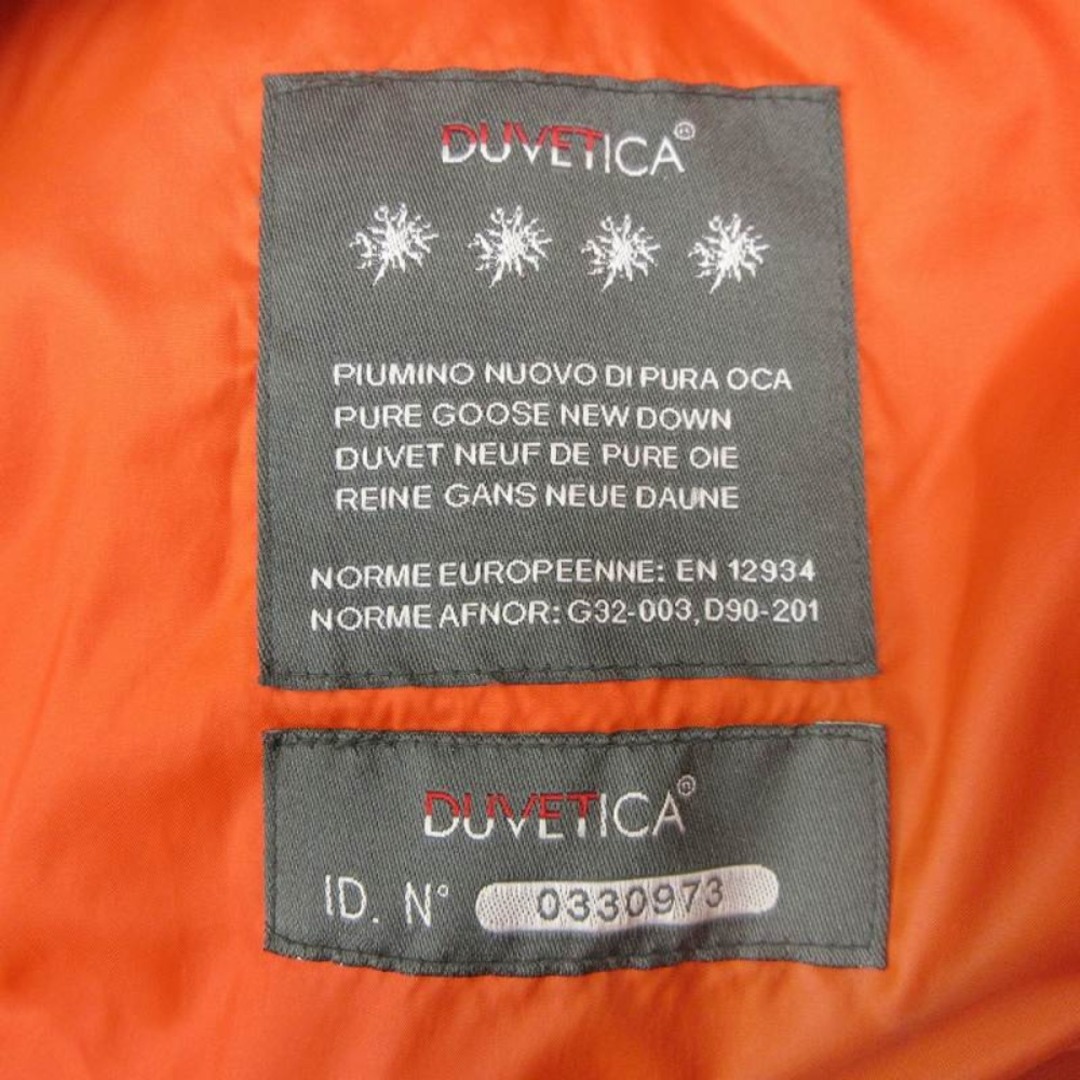 DUVETICA®
PIUMINO NUOVO DI PURA OCA
PURE GOOSE NEW DOWN
DUVET NEUF DE PURE OIE
REINE GANS NEUE DAUNE
NORME EUROPEENNE: EN 12934
NORME AFNOR: G32-003, D90-201
DUVETICA®
ID. N° 0330973